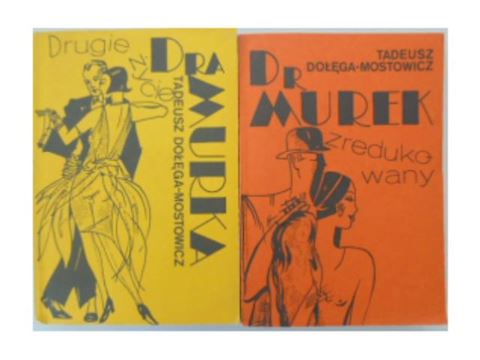 Drugie
życie
DRA
MURKA
TADEUSZ DOŁĘGA-MOSTOWICZ
TADEUSZ
DOŁĘGA-MOSTOWICZ
DR
MUREK
zreduko
wany